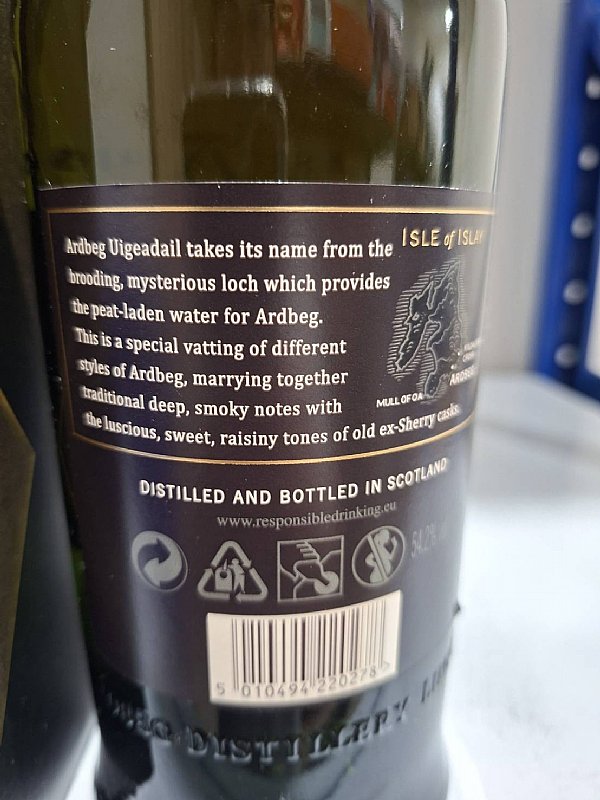 Ardbeg Uigeadail takes its name from the
brooding, mysterious loch which provides
the peat-laden water for Ardbeg.
This is a special vatting of different
styles of Ardbeg, marrying together
traditional deep, smoky notes with
the luscious, sweet, raisiny tones of old ex-Sherry casks.
ISLE of ISLAY
MULL OF OA
DISTILLED AND BOTTLED IN SCOTLAND
www.responsibledrinking.eu
54.2%
5 010494 220278 >
DISTILLERY